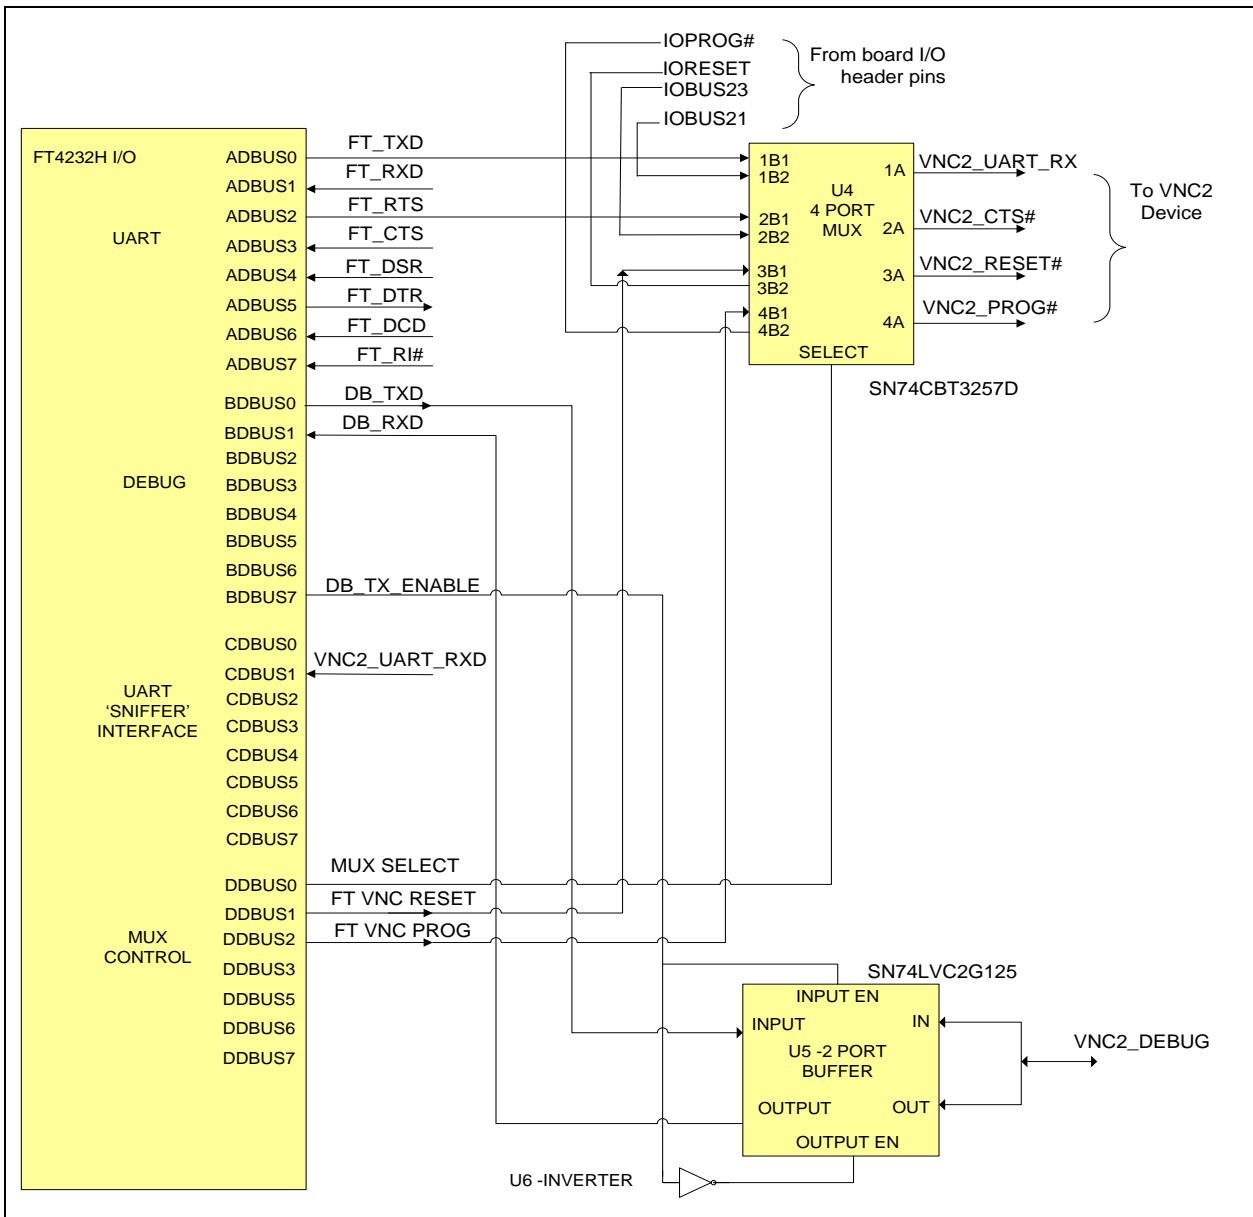 IOPROG#
IORESET
IOBUS23
IOBUS21
From board I/O
header pins
FT4232H I/O
UART
ADBUS0
ADBUS1
ADBUS2
ADBUS3
ADBUS4
ADBUS5
ADBUS6
ADBUS7
FT_TXD
FT_RXD
FT_RTS
FT_CTS
FT_DSR
FT_DTR
FT_DCD
FT_RI#
DEBUG
BDBUS0
BDBUS1
BDBUS2
BDBUS3
BDBUS4
BDBUS5
BDBUS6
BDBUS7
DB_TXD
DB_RXD
DB_TX_ENABLE
UART
‘SNIFFER’
INTERFACE
CDBUS0
CDBUS1
CDBUS2
CDBUS3
CDBUS4
CDBUS5
CDBUS6
CDBUS7
VNC2_UART_RXD
MUX
CONTROL
DDBUS0
DDBUS1
DDBUS2
DDBUS3
DDBUS5
DDBUS6
DDBUS7
MUX SELECT
FT VNC RESET
FT VNC PROG
1B1
1B2
2B1
2B2
3B1
3B2
4B1
4B2
U4
4 PORT
MUX
1A
2A
3A
4A
SELECT
SN74CBT3257D
VNC2_UART_RX
VNC2_CTS#
VNC2_RESET#
VNC2_PROG#
To VNC2
Device
SN74LVC2G125
INPUT EN
INPUT
IN
U5 -2 PORT
BUFFER
OUTPUT
OUT
OUTPUT EN
VNC2_DEBUG
U6 -INVERTER